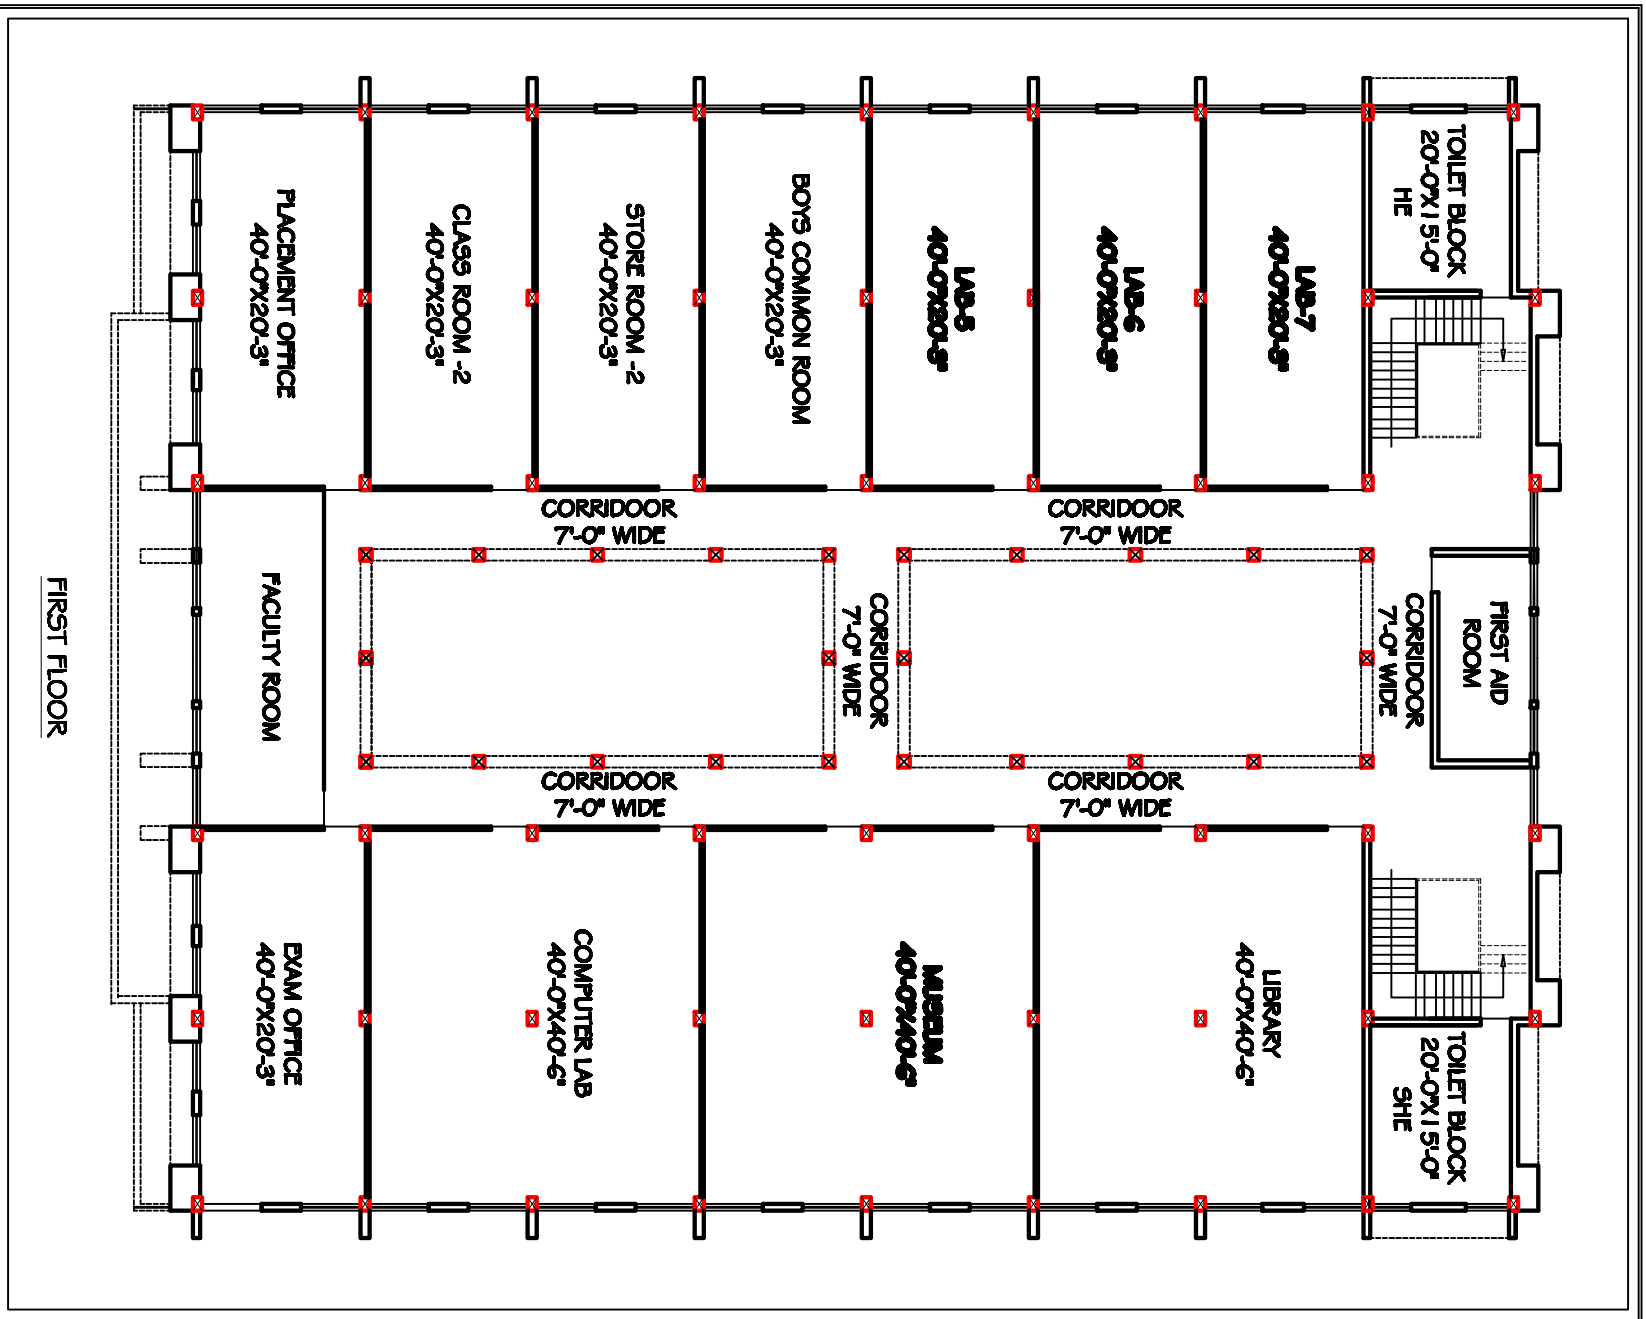 TOILET BLOCK
20'-0"X15'-0"
HE
LAB-7
40'-0"X20'-3"
LAB-6
40'-0"X20'-3"
LAB-5
40'-0"X20'-3"
BOYS COMMON ROOM
40'-0"X20'-3"
STORE ROOM -2
40'-0"X20'-3"
CLASS ROOM -2
40'-0"X20'-3"
PLACEMENT OFFICE
40'-0"X20'-3"
CORRIDOOR
7'-0" WIDE
CORRIDOOR
7'-0" WIDE
FIRST AID
ROOM
CORRIDOOR
7'-0" WIDE
CORRIDOOR
7'-0" WIDE
FACULTY ROOM
FIRST FLOOR
CORRIDOOR
7'-0" WIDE
CORRIDOOR
7'-0" WIDE
TOILET BLOCK
20'-0"X15'-0"
SHE
LIBRARY
40'-0"X40'-6"
MUSEUM
40'-0"X40'-6"
COMPUTER LAB
40'-0"X40'-6"
EXAM OFFICE
40'-0"X20'-3"